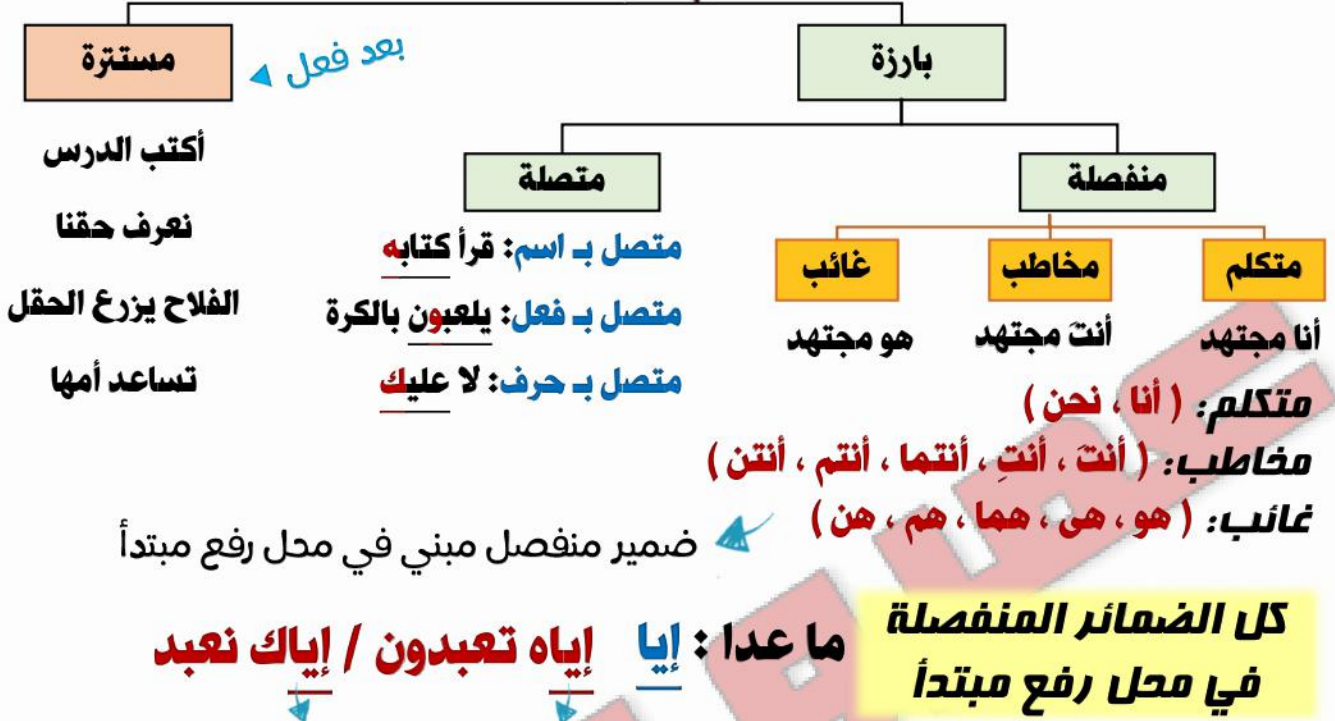 بارزة
مستترة
بعد فعل
منفصلة
متصلة
متكلم
مخاطب
غائب
أنا مجتهد
أنتَ مجتهد
هو مجتهد
متكلم: ( أنا ، نحن )
مخاطب: ( أنتَ ، أنتِ ، أنتما ، أنتم ، أنتن )
غائب: ( هو ، هى ، هما ، هم ، هن )
ضمير منفصل مبني في محل رفع مبتدأ
متصل بـ اسم: قرأ كتابه
متصل بـ فعل: يلعبون بالكرة
متصل بـ حرف: لا عليك
أكتب الدرس
نعرف حقنا
الفلاح يزرع الحقل
تساعد أمها
كل الضمائر المنفصلة
في محل رفع مبتدأ
ما عدا : إيا إياه تعبدون / إياك نعبد